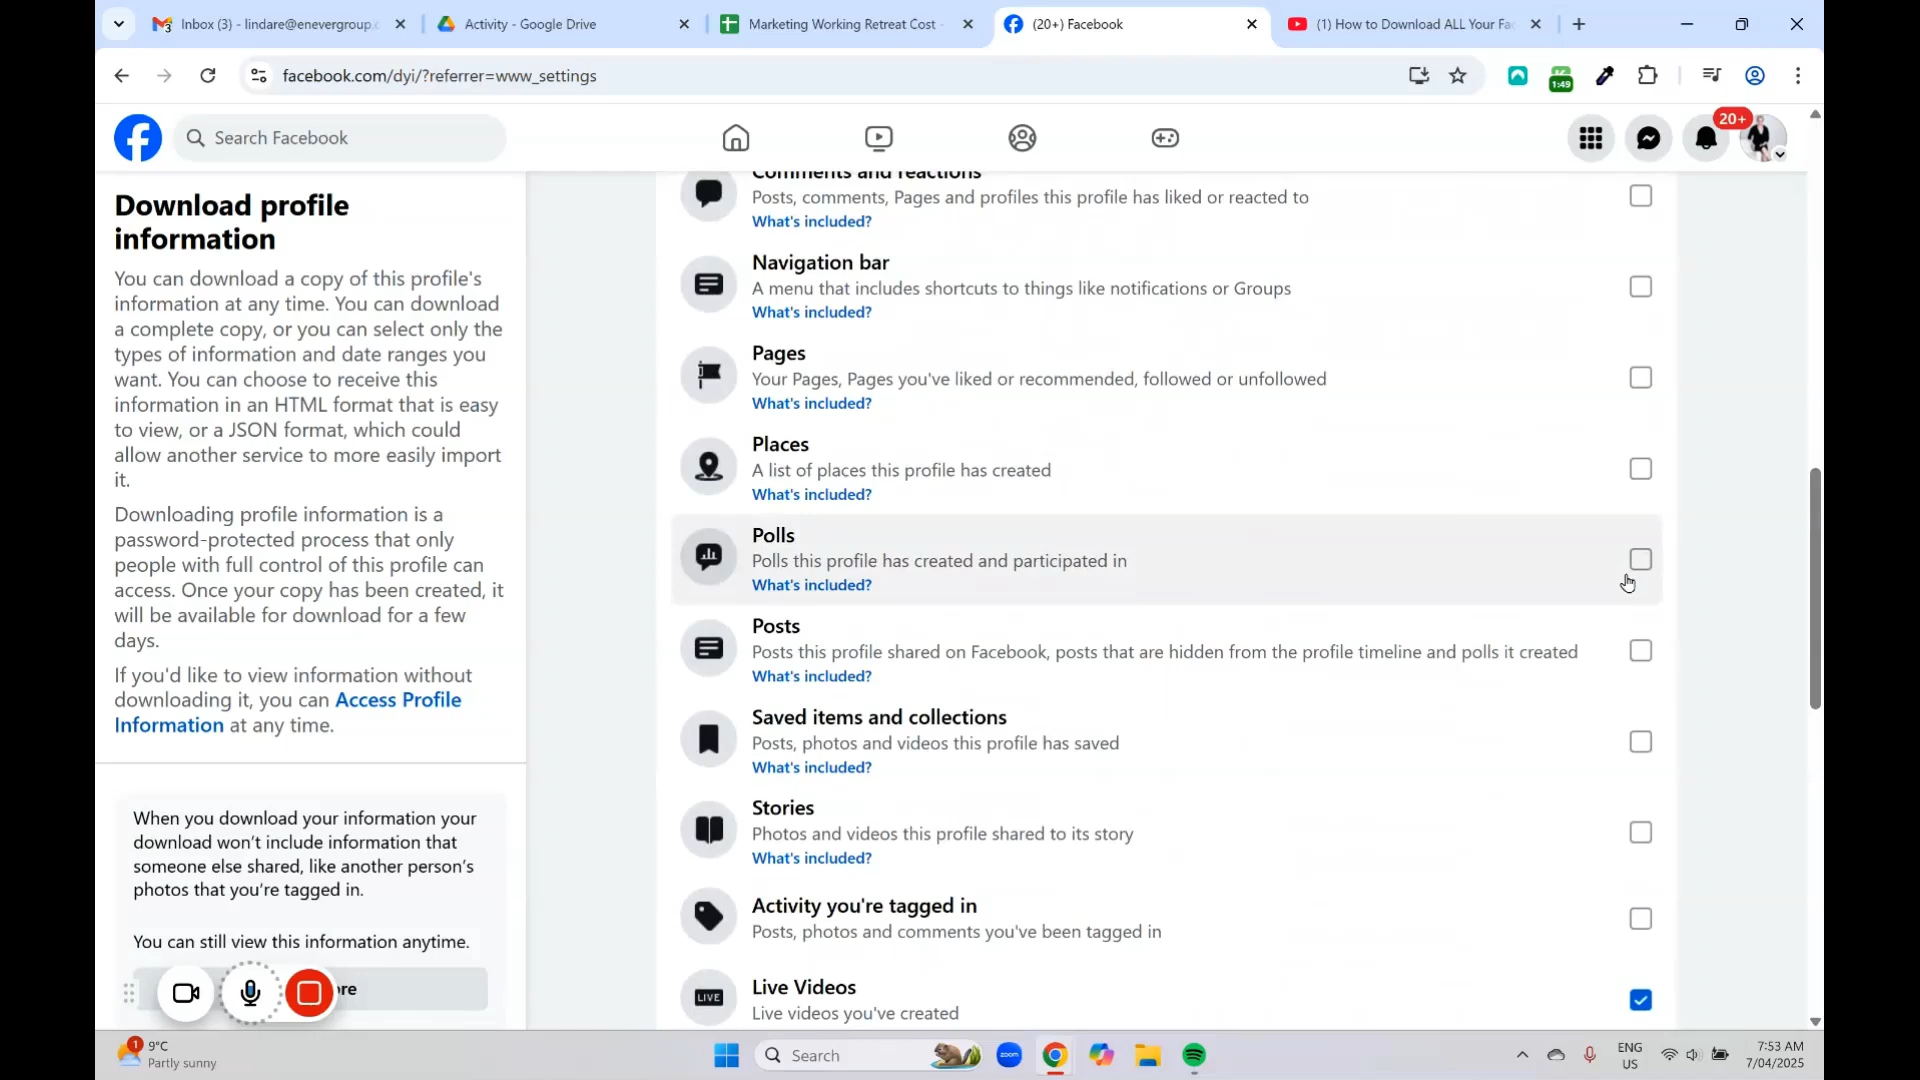 Inbox (3) - lindare@enevergroup.c
Activity - Google Drive
Marketing Working Retreat Cost -
(20+) Facebook
(1) How to Download ALL Your Fac
facebook.com/dyi/?referrer=www_settings
1:49
Search Facebook
20+
Download profile
information
You can download a copy of this profile's
information at any time. You can download
a complete copy, or you can select only the
types of information and date ranges you
want. You can choose to receive this
information in an HTML format that is easy
to view, or a JSON format, which could
allow another service to more easily import
it.
Downloading profile information is a
password-protected process that only
people with full control of this profile can
access. Once your copy has been created, it
will be available for download for a few
days.
If you'd like to view information without
downloading it, you can Access Profile
Information at any time.
When you download your information your
download won't include information that
someone else shared, like another person's
photos that you're tagged in.
You can still view this information anytime.
ore
Comments and reactions
Posts, comments, Pages and profiles this profile has liked or reacted to
What's included?
Navigation bar
A menu that includes shortcuts to things like notifications or Groups
What's included?
Pages
Your Pages, Pages you've liked or recommended, followed or unfollowed
What's included?
Places
A list of places this profile has created
What's included?
Polls
Polls this profile has created and participated in
What's included?
Posts
Posts this profile shared on Facebook, posts that are hidden from the profile timeline and polls it created
What's included?
Saved items and collections
Posts, photos and videos this profile has saved
What's included?
Stories
Photos and videos this profile shared to its story
What's included?
Activity you're tagged in
Posts, photos and comments you've been tagged in
LIVE
Live Videos
Live videos you've created
1
9°C
Partly sunny
Search
zoom
ENG
US
7:53 AM
7/04/2025